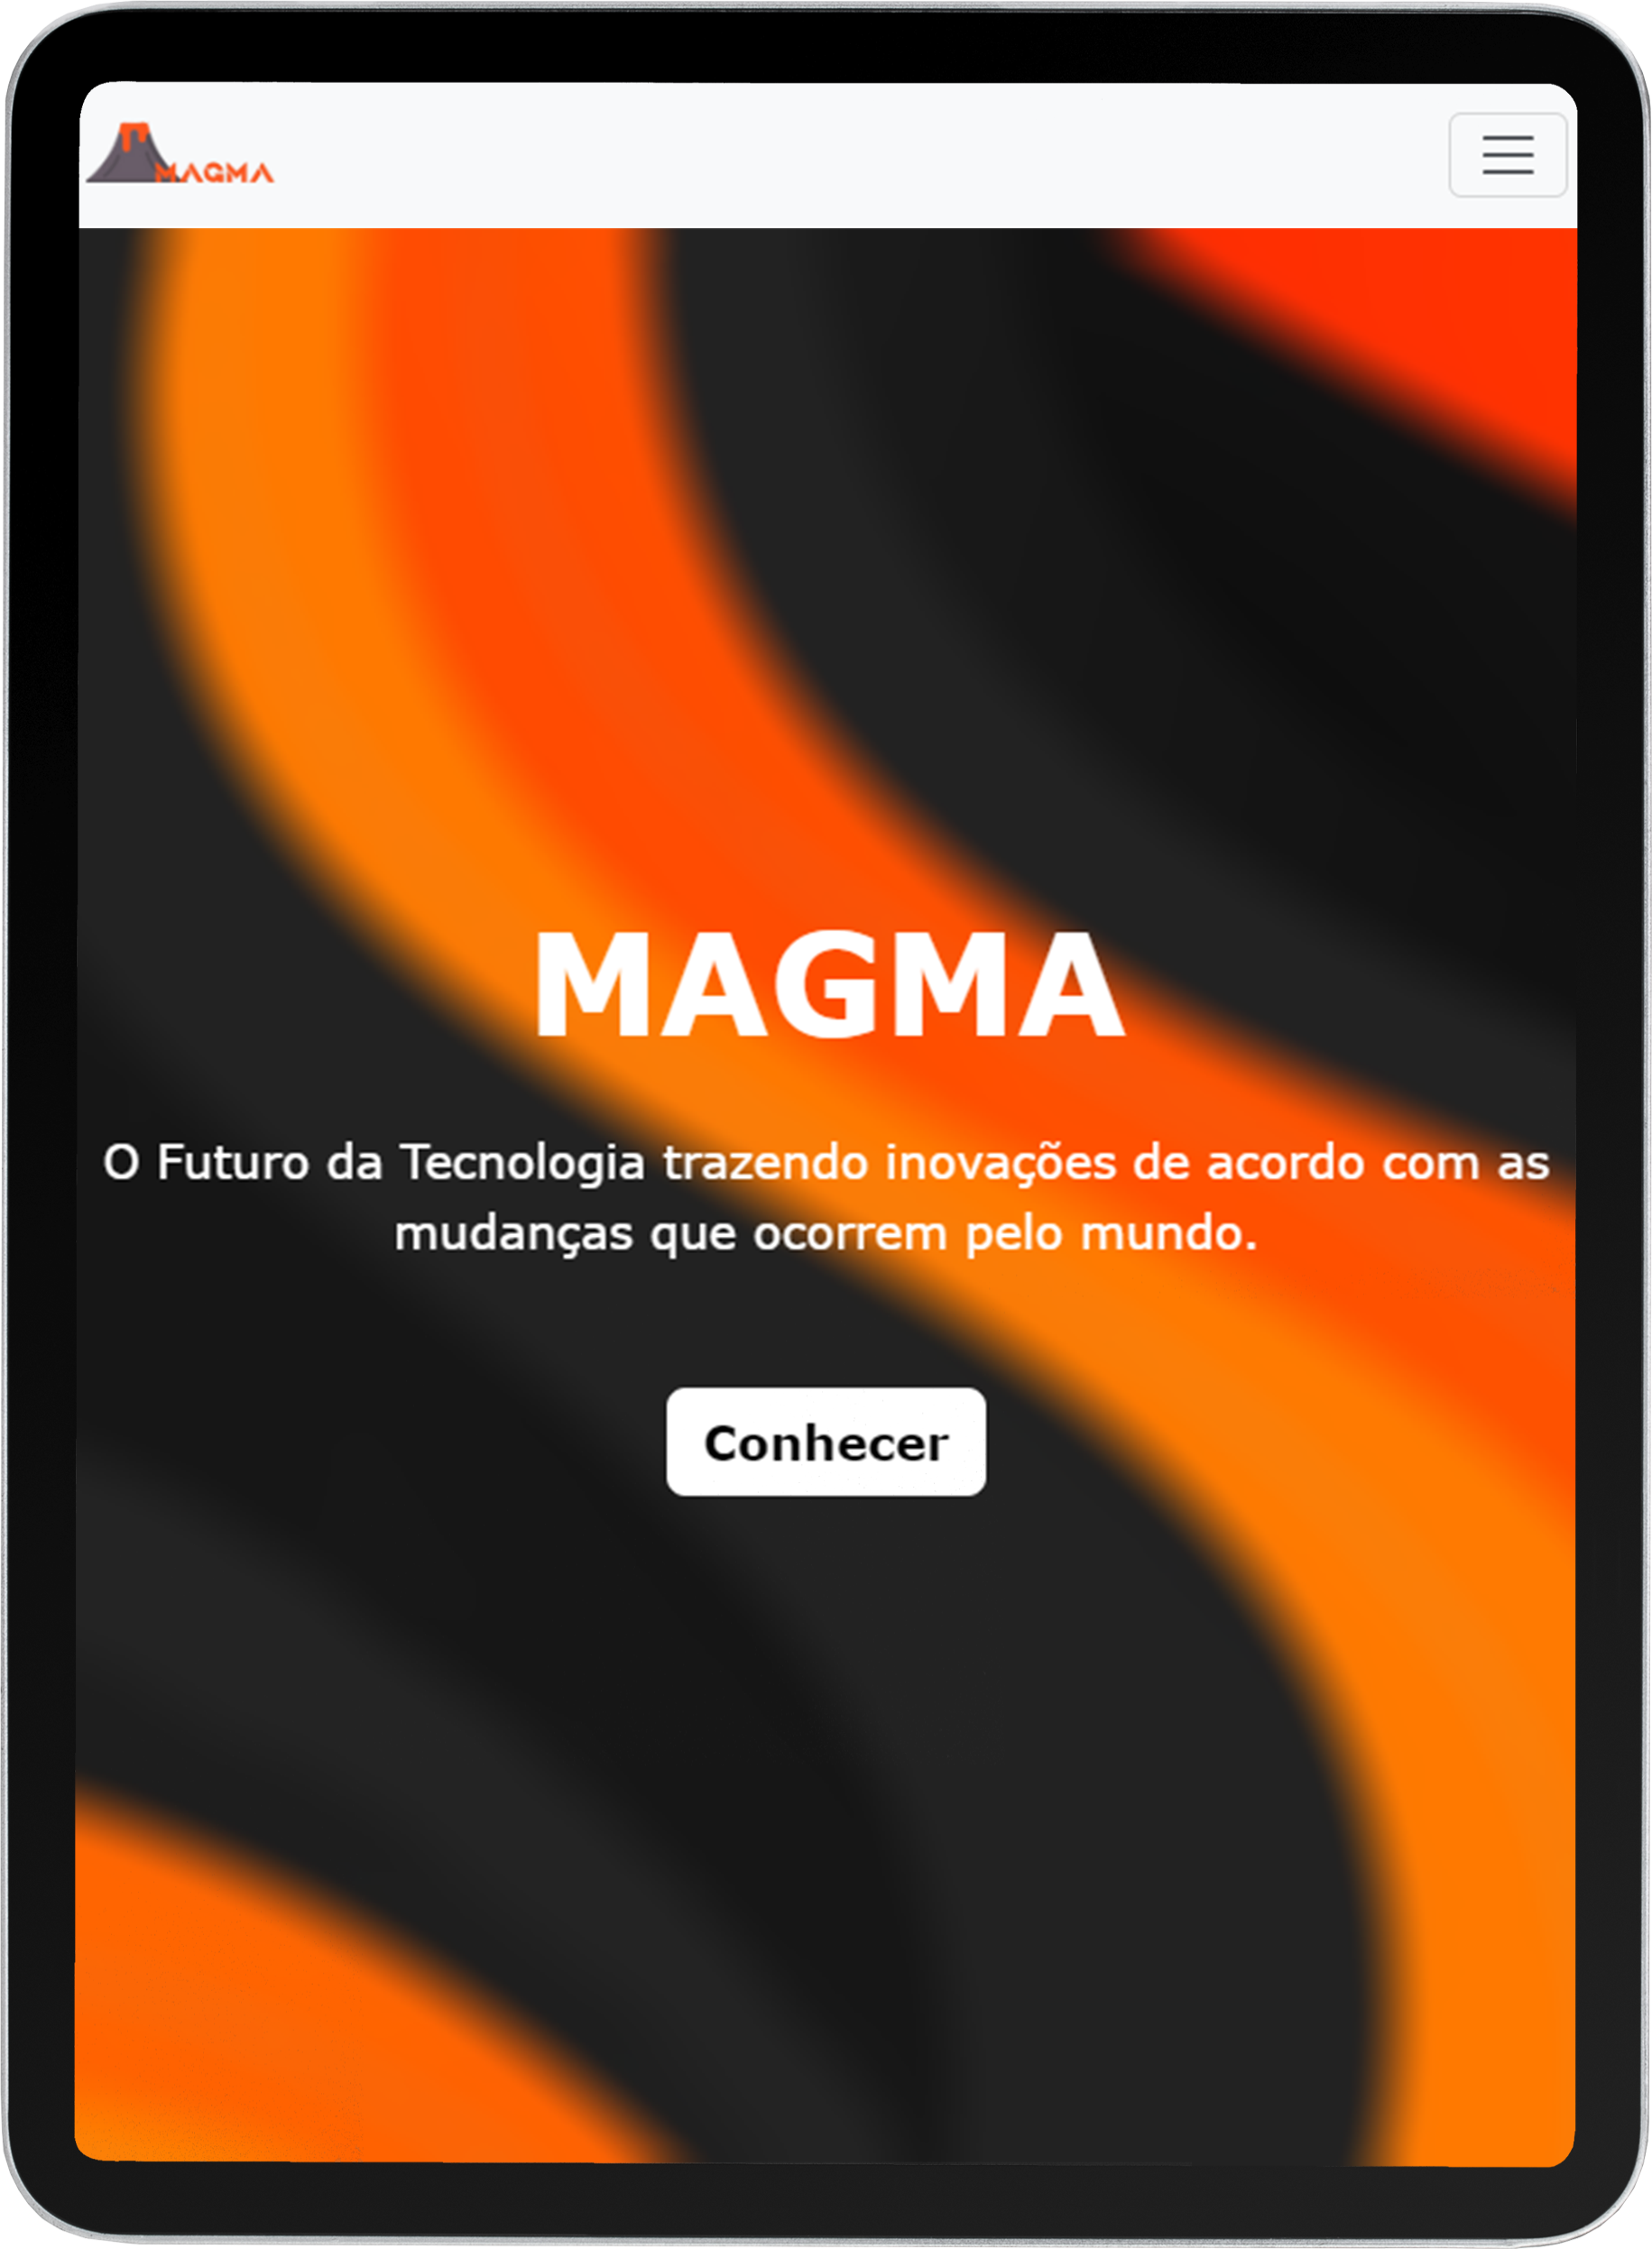 MAGMA
MAGMA
O Futuro da Tecnologia trazendo inovações de acordo com as
mudanças que ocorrem pelo mundo.
Conhecer